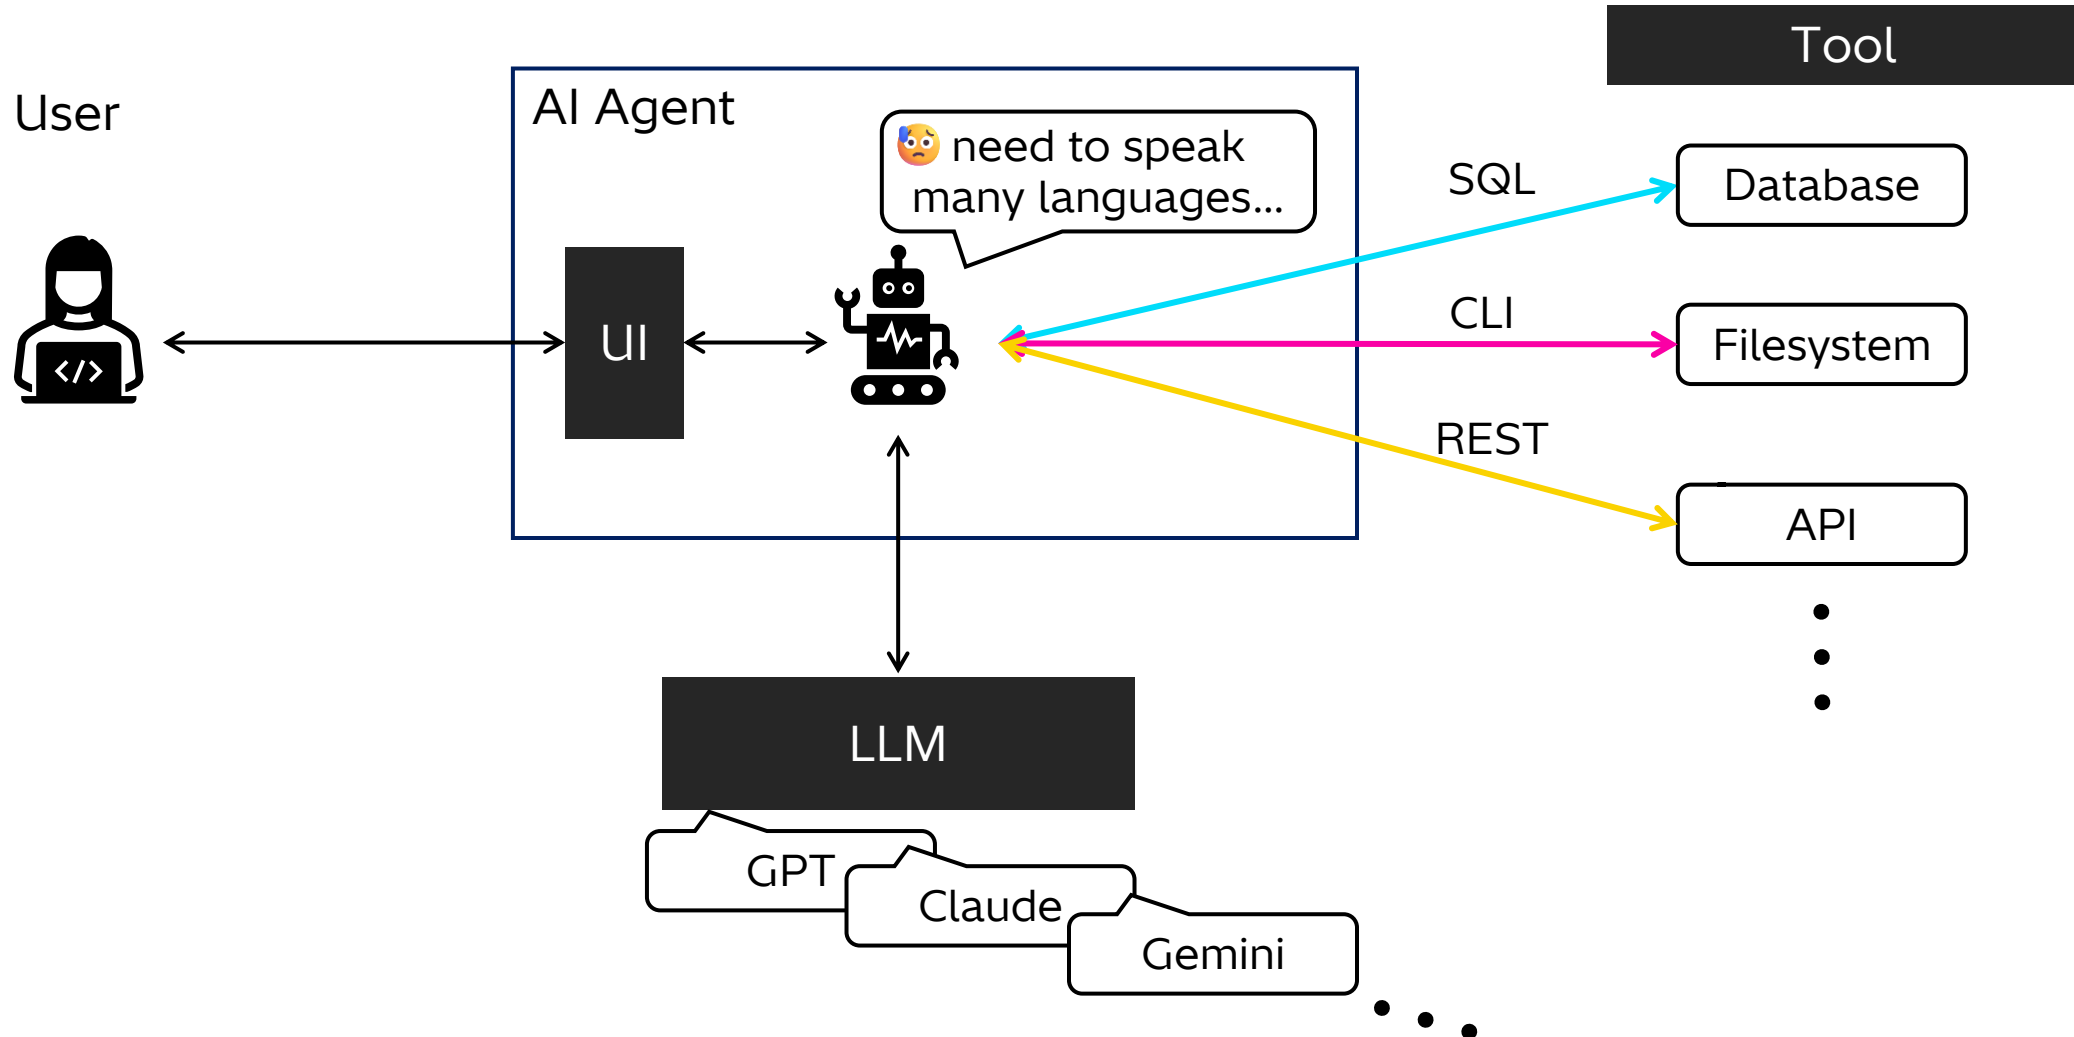 Tool
User
AI Agent
😰 need to speak
many languages...
SQL
Database
UI
CLI
Filesystem
</>
REST
API
LLM
GPT
Claude
Gemini